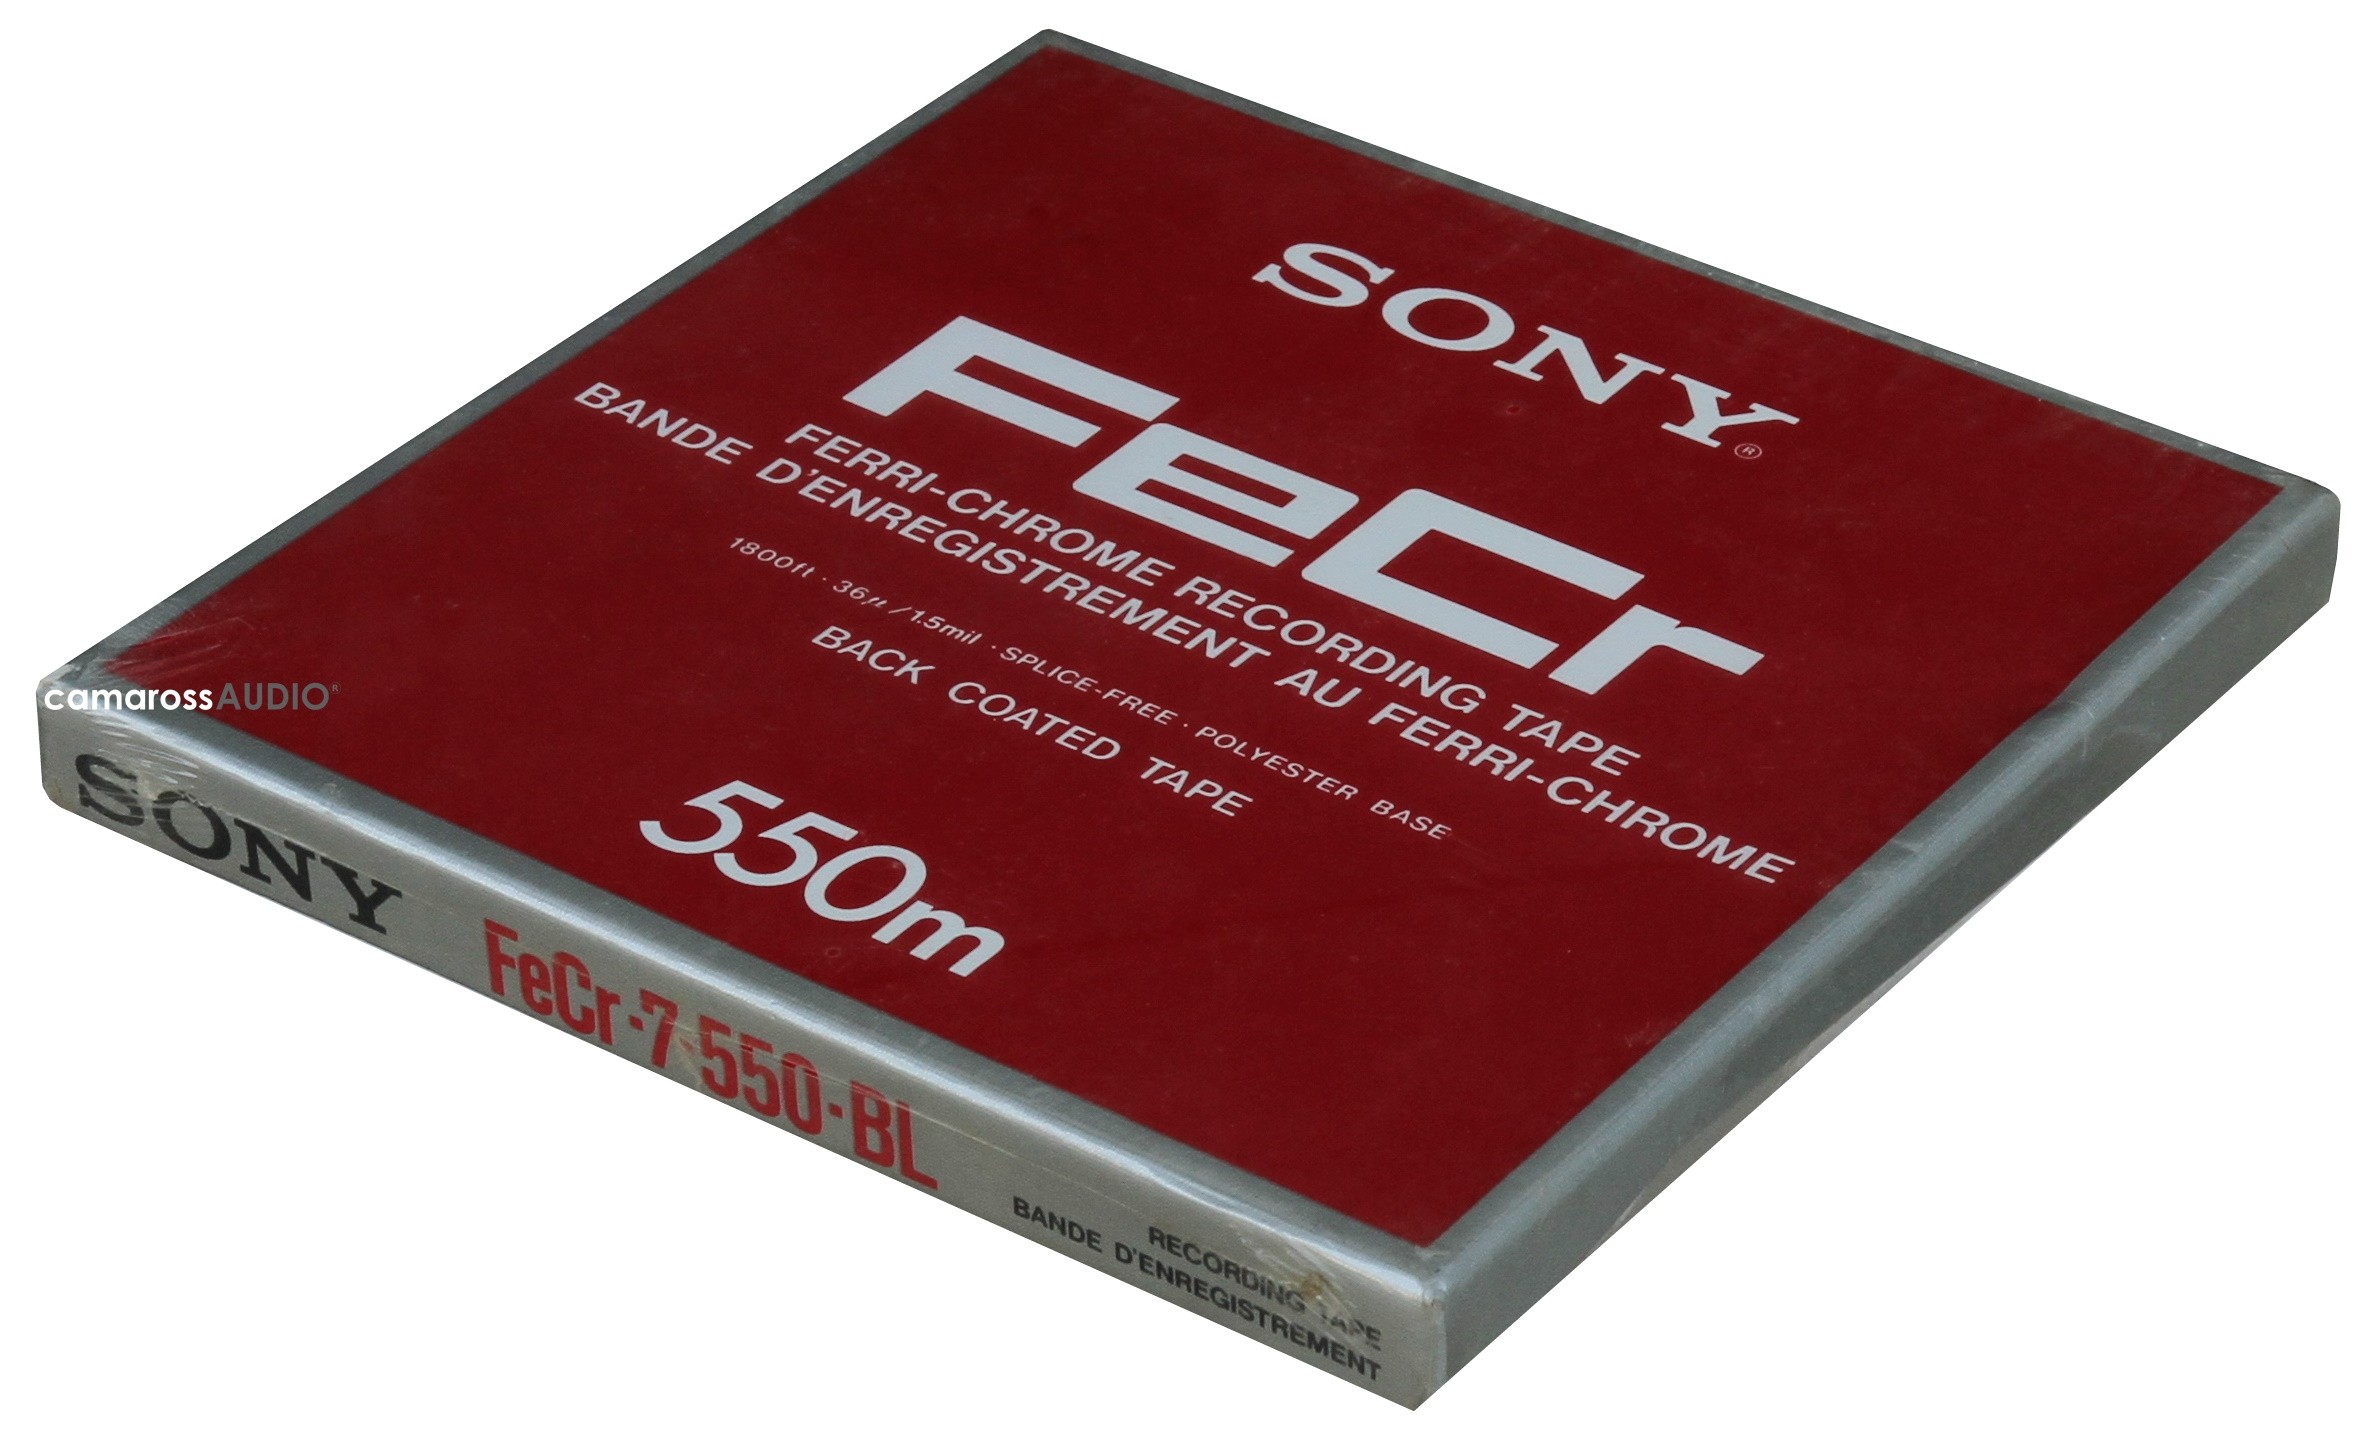 SONY®
FeCr
FERRI-CHROME RECORDING TAPE
BANDE D'ENREGISTREMENT AU FERRI-CHROME
1800ft · 36μ/1.5mil · SPLICE-FREE · POLYESTER BASE
BACK COATED TAPE
550m
camarossAUDIO®
SONY FeCr-7-550-BL
RECORDING TAPE
BANDE D'ENREGISTREMENT